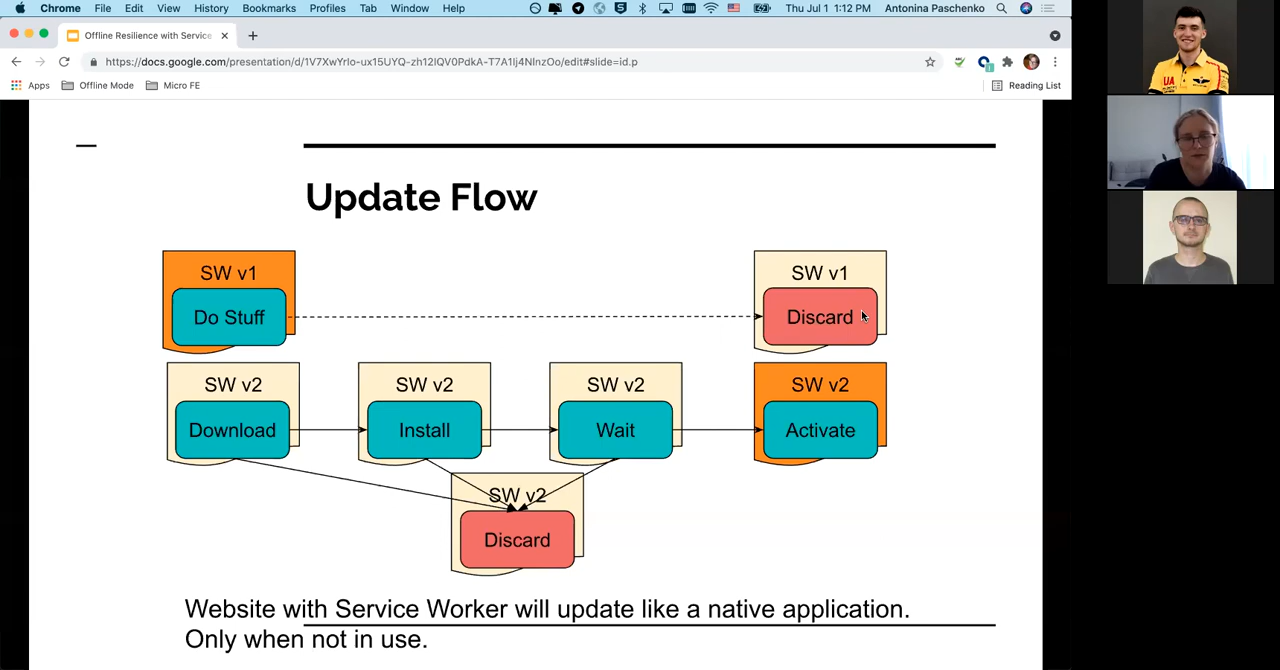 Chrome File Edit View History Bookmarks Profiles Tab Window Help Thu Jul 1 1:12 PM Antonina Paschenko
Offline Resilience with Service
https://docs.google.com/presentation/d/1V7XwYrIo-ux15UYQ-zh12IQV0PdkA-T7A1Ij4NInzOo/edit#slide=id.p
Apps Offline Mode Micro FE Reading List
Update Flow
SW v1
Do Stuff
SW v1
Discard
SW v2
Download
SW v2
Install
SW v2
Wait
SW v2
Activate
SW v2
Discard
Website with Service Worker will update like a native application.
Only when not in use.
UA